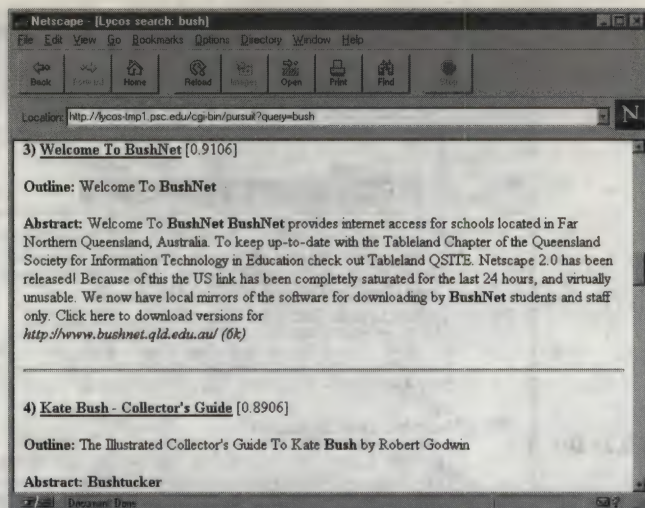 Netscape - [Lycos search: bush]
File Edit View Go Bookmarks Options Directory Window Help
Back Forward Home Reload Images Open Print Find Stop
Location: http://lycos-tmp1.psc.edu/cgi-bin/pursuit?query=bush
N
3) Welcome To BushNet [0.9106]
Outline: Welcome To BushNet
Abstract: Welcome To BushNet BushNet provides internet access for schools located in Far
Northern Queensland, Australia. To keep up-to-date with the Tableland Chapter of the Queensland
Society for Information Technology in Education check out Tableland QSITE. Netscape 2.0 has been
released! Because of this the US link has been completely saturated for the last 24 hours, and virtually
unusable. We now have local mirrors of the software for downloading by BushNet students and staff
only. Click here to download versions for
http://www.bushnet.qld.edu.au/ (6k)
4) Kate Bush - Collector's Guide [0.8906]
Outline: The Illustrated Collector's Guide To Kate Bush by Robert Godwin
Abstract: Bushtucker
Document: Done